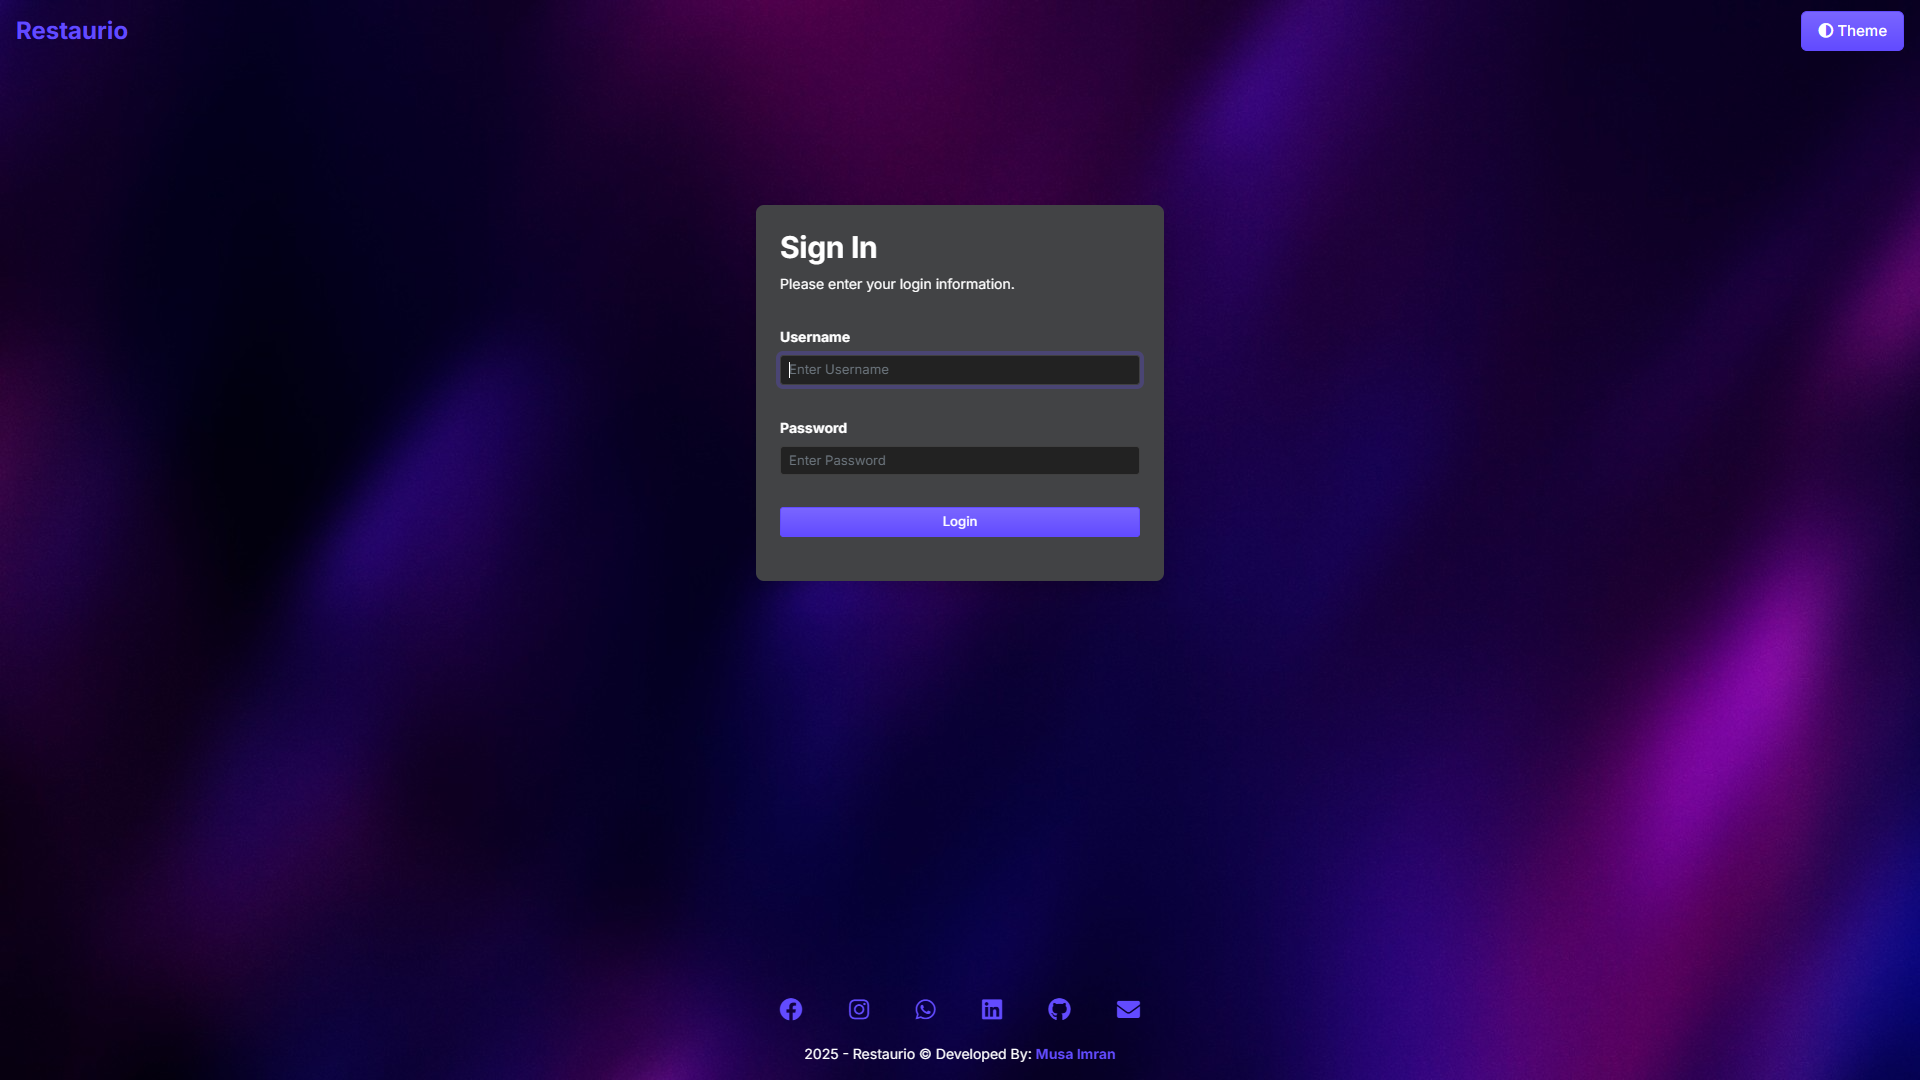 Restaurio
Theme
Sign In
Please enter your login information.
Username
Enter Username
Password
Enter Password
Login
2025 - Restaurio © Developed By: Musa Imran